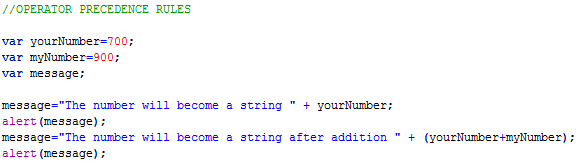 //OPERATOR PRECEDENCE RULES
var yourNumber=700;
var myNumber=900;
var message;
message="The number will become a string " + yourNumber;
alert(message);
message="The number will become a string after addition " + (yourNumber+myNumber);
alert(message);